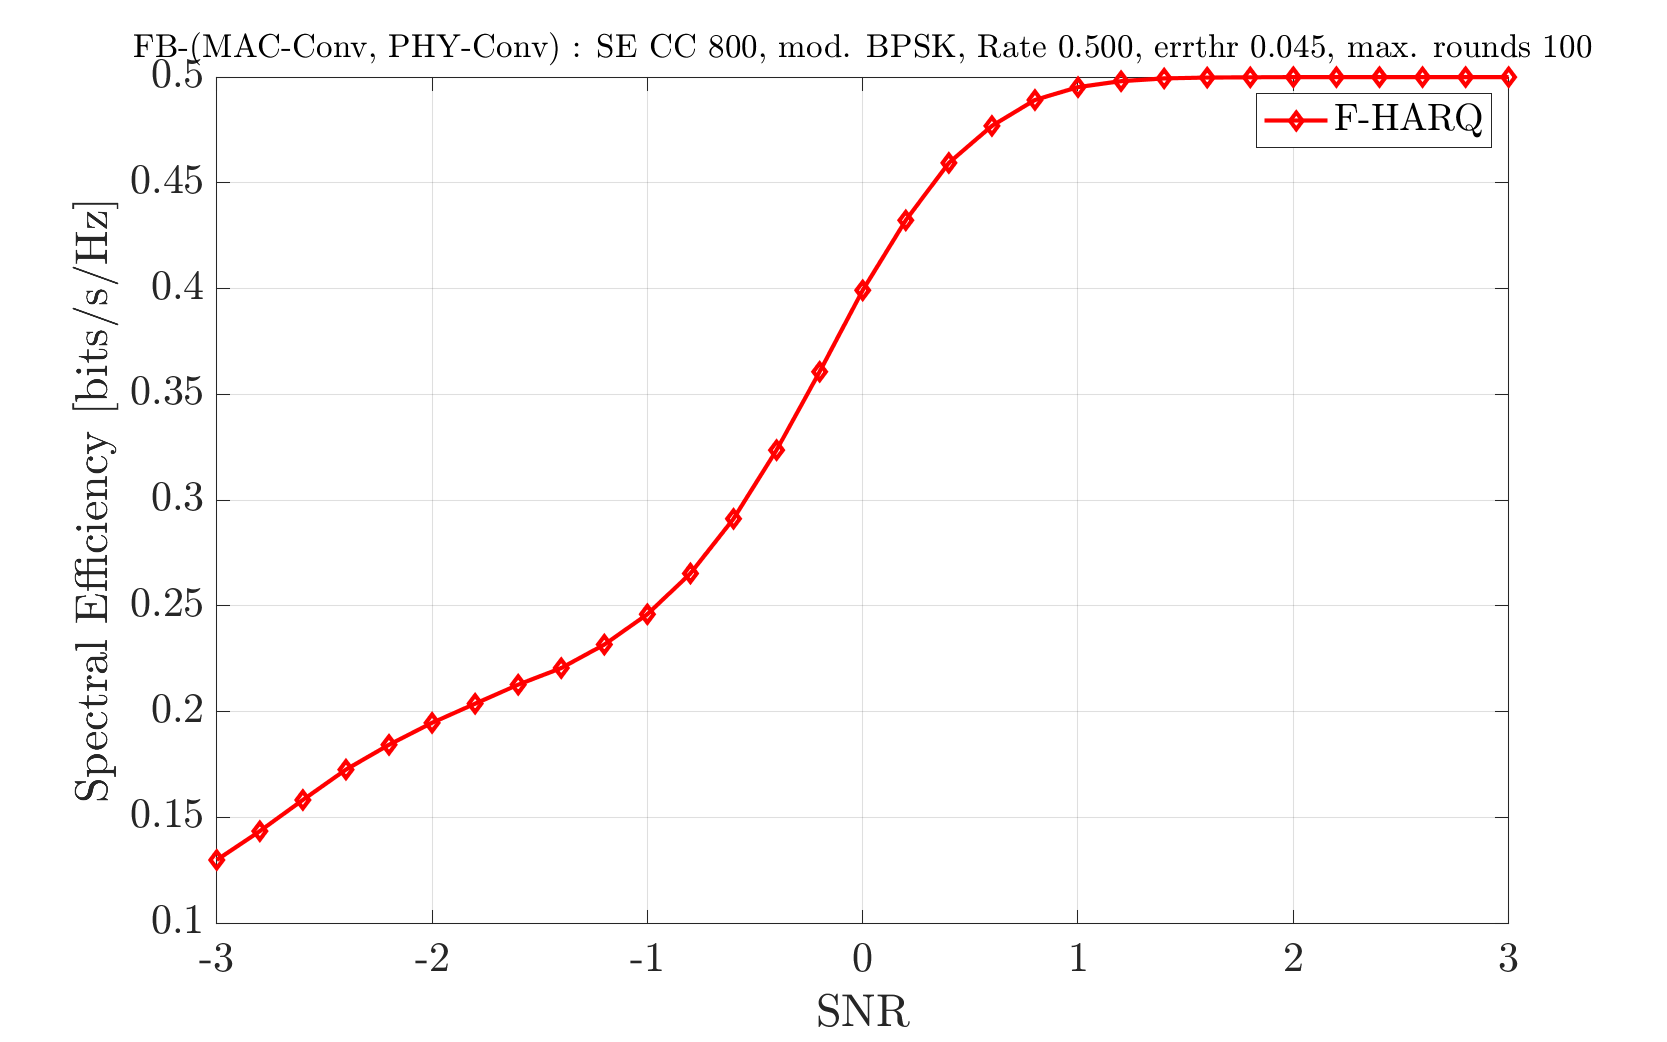 FB-(MAC-Conv, PHY-Conv) : SE CC 800, mod. BPSK, Rate 0.500, errthr 0.045, max. rounds 100
F-HARQ
Spectral Efficiency [bits/s/Hz]
0.5
0.45
0.4
0.35
0.3
0.25
0.2
0.15
0.1
-3 -2 -1 0 1 2 3
SNR